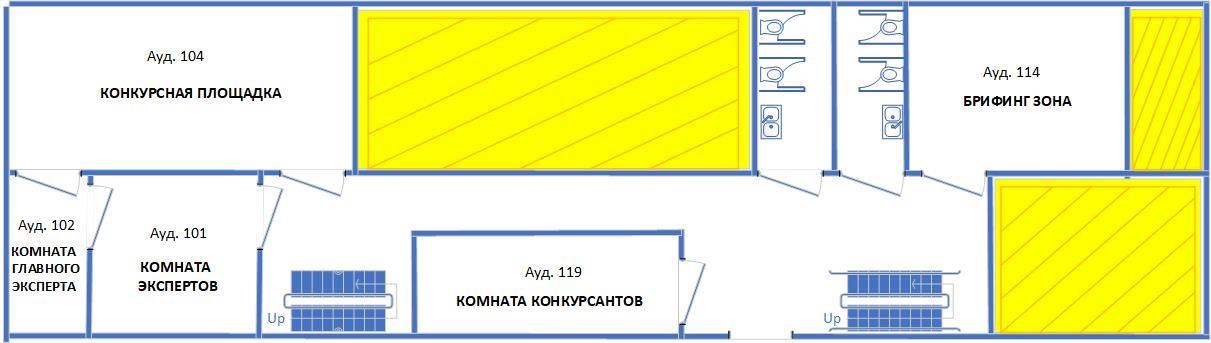 Ауд. 104
КОНКУРСНАЯ ПЛОЩАДКА
Ауд. 114
БРИФИНГ ЗОНА
Ауд. 102
КОМНАТА
ГЛАВНОГО
ЭКСПЕРТА
Ауд. 101
КОМНАТА
ЭКСПЕРТОВ
Up
Ауд. 119
КОМНАТА КОНКУРСАНТОВ
Up